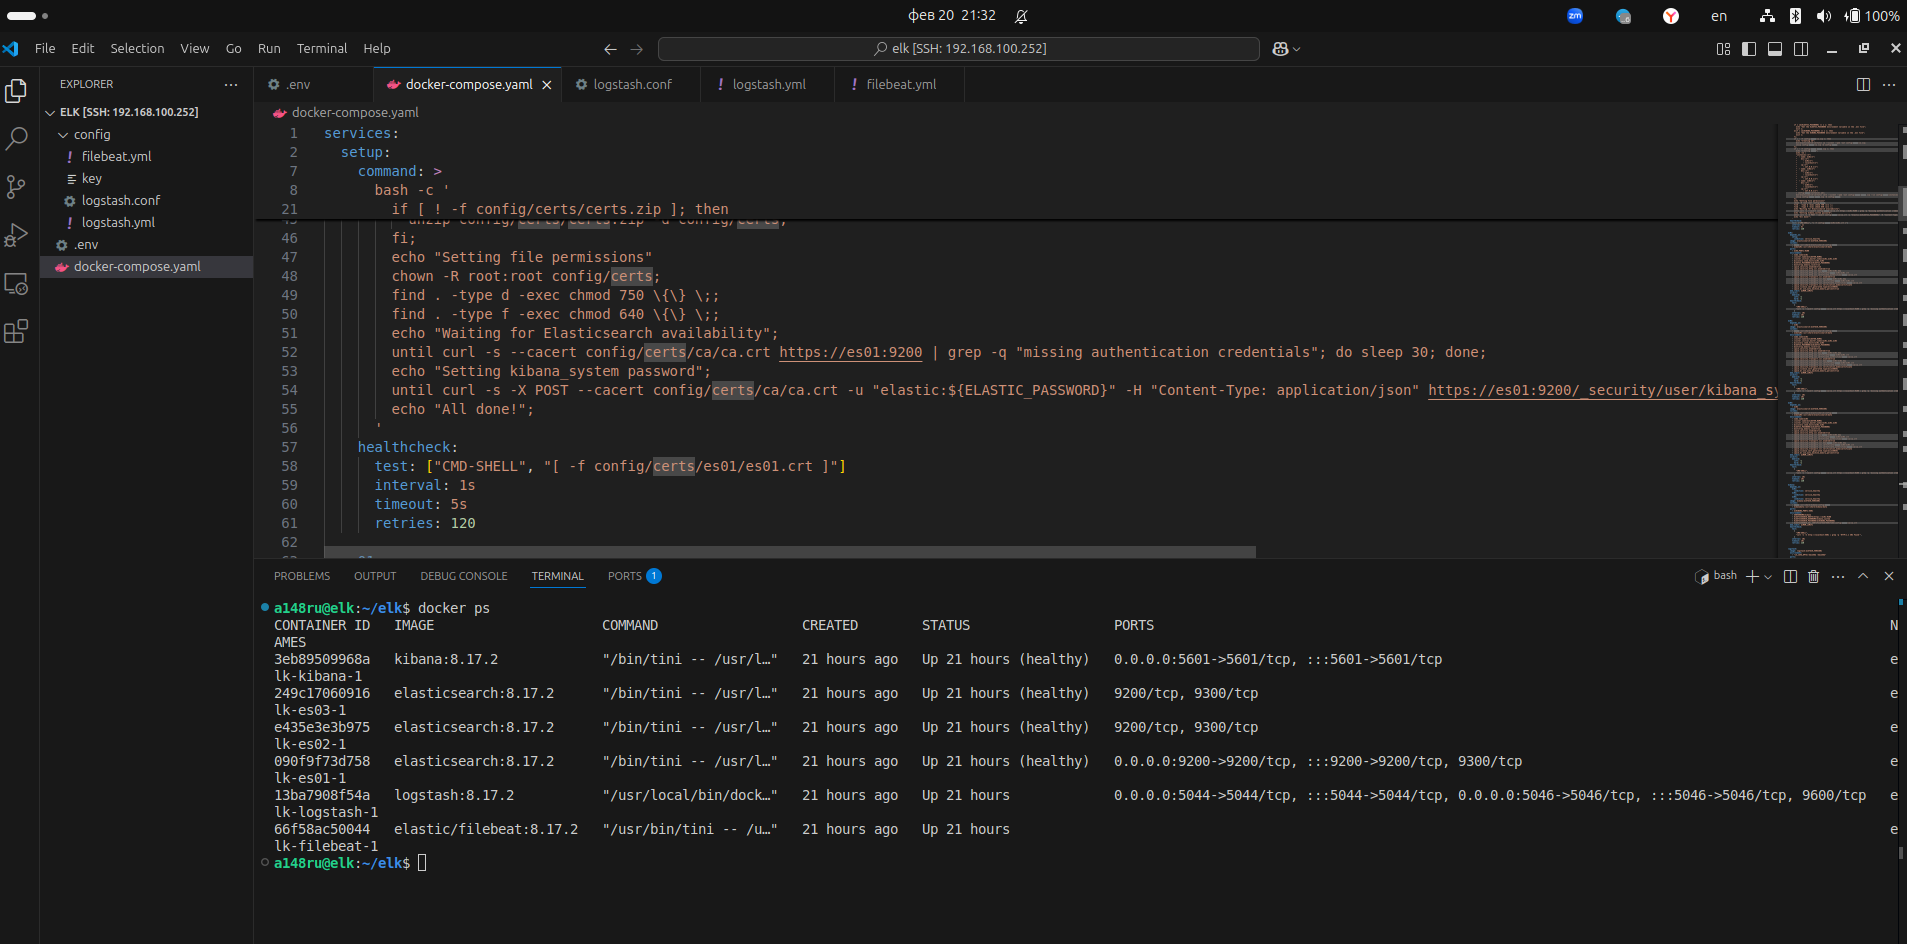 фев 20 21:32
zm
en
100%
File Edit Selection View Go Run Terminal Help
elk [SSH: 192.168.100.252]
EXPLORER
ELK [SSH: 192.168.100.252]
config
filebeat.yml
key
logstash.conf
logstash.yml
.env
docker-compose.yaml
.env docker-compose.yaml logstash.conf logstash.yml filebeat.yml
docker-compose.yaml
1 services:
2 setup:
7 command: >
8 bash -c '
21 if [ ! -f config/certs/certs.zip ]; then
45 unzip config/certs/certs.zip -d config/certs;
46 fi;
47 echo "Setting file permissions"
48 chown -R root:root config/certs;
49 find . -type d -exec chmod 750 \{\} \;;
50 find . -type f -exec chmod 640 \{\} \;;
51 echo "Waiting for Elasticsearch availability";
52 until curl -s --cacert config/certs/ca/ca.crt https://es01:9200 | grep -q "missing authentication credentials"; do sleep 30; done;
53 echo "Setting kibana_system password";
54 until curl -s -X POST --cacert config/certs/ca/ca.crt -u "elastic:${ELASTIC_PASSWORD}" -H "Content-Type: application/json" https://es01:9200/_security/user/kibana_sy
55 echo "All done!";
56 '
57 healthcheck:
58 test: ["CMD-SHELL", "[ -f config/certs/es01/es01.crt ]"]
59 interval: 1s
60 timeout: 5s
61 retries: 120
62
PROBLEMS OUTPUT DEBUG CONSOLE TERMINAL PORTS 1
bash
a148ru@elk:~/elk$ docker ps
CONTAINER ID IMAGE COMMAND CREATED STATUS PORTS N
AMES
3eb89509968a kibana:8.17.2 "/bin/tini -- /usr/l…" 21 hours ago Up 21 hours (healthy) 0.0.0.0:5601->5601/tcp, :::5601->5601/tcp e
lk-kibana-1
249c17060916 elasticsearch:8.17.2 "/bin/tini -- /usr/l…" 21 hours ago Up 21 hours (healthy) 9200/tcp, 9300/tcp e
lk-es03-1
e435e3e3b975 elasticsearch:8.17.2 "/bin/tini -- /usr/l…" 21 hours ago Up 21 hours (healthy) 9200/tcp, 9300/tcp e
lk-es02-1
090f9f73d758 elasticsearch:8.17.2 "/bin/tini -- /usr/l…" 21 hours ago Up 21 hours (healthy) 0.0.0.0:9200->9200/tcp, :::9200->9200/tcp, 9300/tcp e
lk-es01-1
13ba7908f54a logstash:8.17.2 "/usr/local/bin/dock…" 21 hours ago Up 21 hours 0.0.0.0:5044->5044/tcp, :::5044->5044/tcp, 0.0.0.0:5046->5046/tcp, :::5046->5046/tcp, 9600/tcp e
lk-logstash-1
66f58ac50044 elastic/filebeat:8.17.2 "/usr/bin/tini -- /u…" 21 hours ago Up 21 hours e
lk-filebeat-1
a148ru@elk:~/elk$